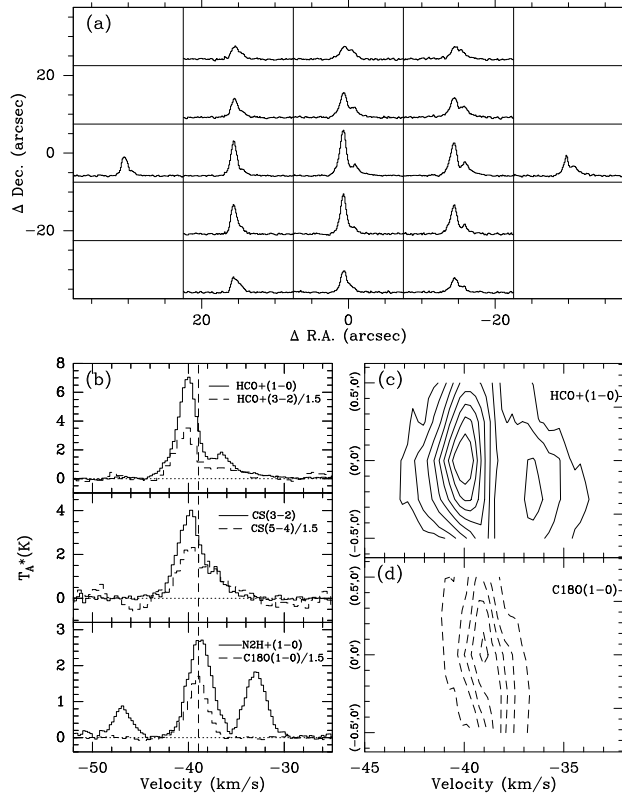 (a)
20
0
−20
Δ Dec. (arcsec)
20
0
−20
Δ R.A. (arcsec)
(b)
8
6
4
2
0
HCO+(1−0)
HCO+(3−2)/1.5
4
2
0
CS(3−2)
CS(5−4)/1.5
T_A*(K)
3
2
1
0
N2H+(1−0)
C18O(1−0)/1.5
−50
−40
−30
Velocity (km/s)
(c)
HCO+(1−0)
(0.5',0')
(0',0')
(−0.5',0')
(d)
C18O(1−0)
(0.5',0')
(0',0')
(−0.5',0')
−45
−40
−35
Velocity (km/s)